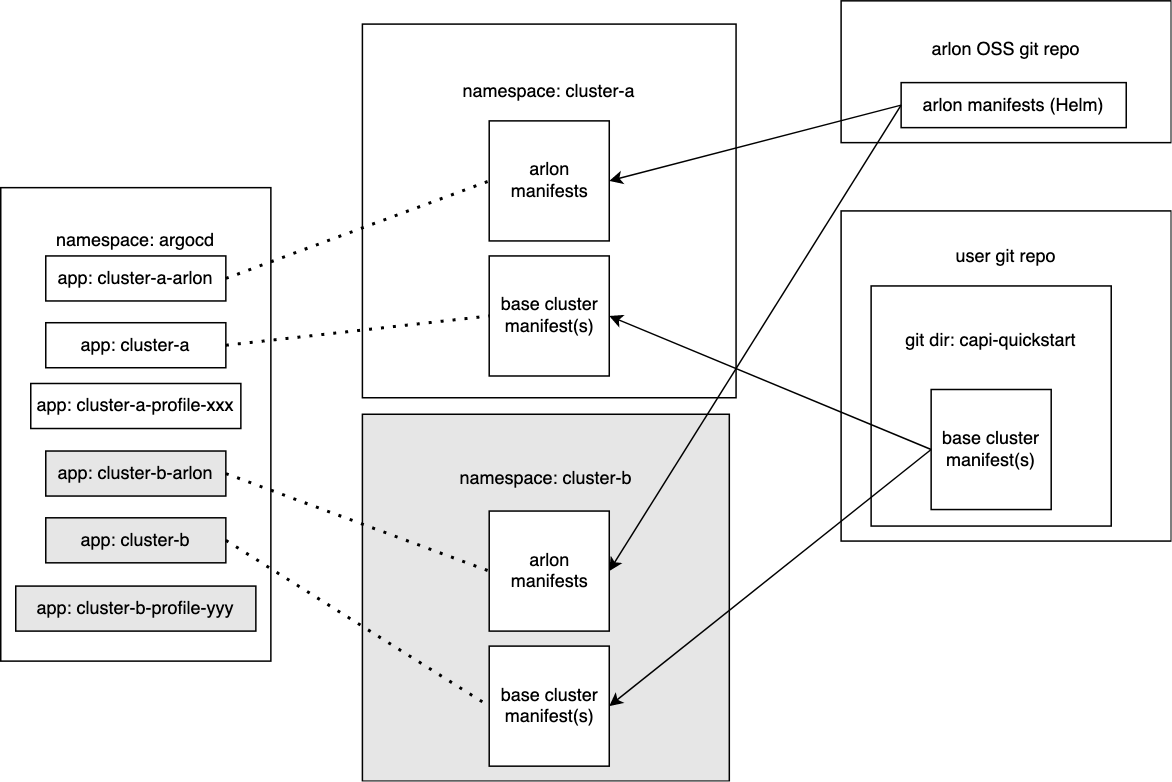 namespace: argocd
app: cluster-a-arlon
app: cluster-a
app: cluster-a-profile-xxx
app: cluster-b-arlon
app: cluster-b
app: cluster-b-profile-yyy
namespace: cluster-a
arlon
manifests
base cluster
manifest(s)
namespace: cluster-b
arlon
manifests
base cluster
manifest(s)
arlon OSS git repo
arlon manifests (Helm)
user git repo
git dir: capi-quickstart
base cluster
manifest(s)